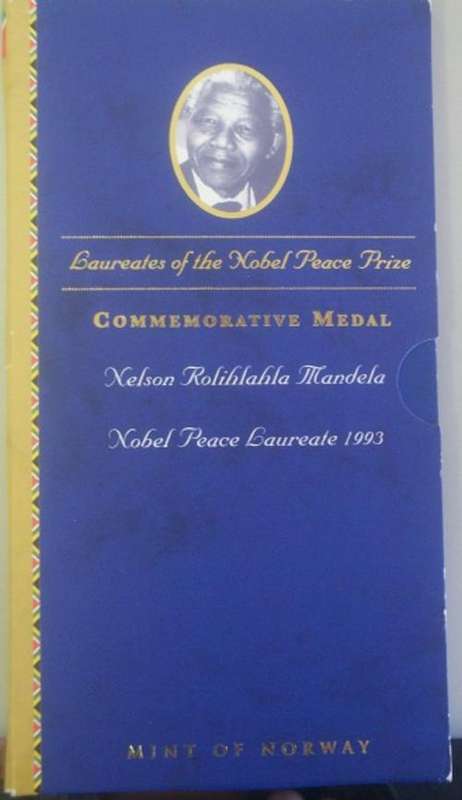 Laureates of the Nobel Peace Prize
COMMEMORATIVE MEDAL
Nelson Rolihlahla Mandela
Nobel Peace Laureate 1993
MINT OF NORWAY